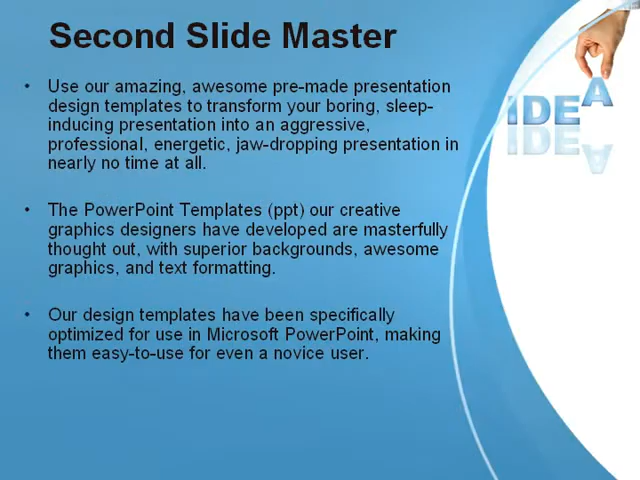 Second Slide Master
• Use our amazing, awesome pre-made presentation
design templates to transform your boring, sleep-
inducing presentation into an aggressive,
professional, energetic, jaw-dropping presentation in
nearly no time at all.
• The PowerPoint Templates (ppt) our creative
graphics designers have developed are masterfully
thought out, with superior backgrounds, awesome
graphics, and text formatting.
• Our design templates have been specifically
optimized for use in Microsoft PowerPoint, making
them easy-to-use for even a novice user.
IDEA